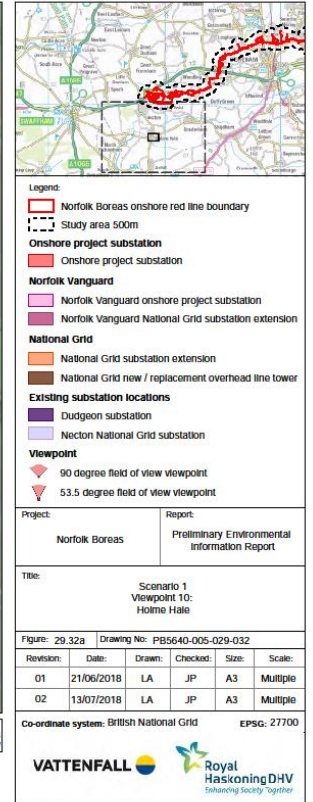 A1065
SWAFFHAM
A1065
Legend:
Norfolk Boreas onshore red line boundary
Study area 500m
Onshore project substation
Onshore project substation
Norfolk Vanguard
Norfolk Vanguard onshore project substation
Norfolk Vanguard National Grid substation extension
National Grid
National Grid substation extension
National Grid new / replacement overhead line tower
Existing substation locations
Dudgeon substation
Necton National Grid substation
Viewpoint
90 degree field of view viewpoint
53.5 degree field of view viewpoint
Project: Report:
Norfolk Boreas Preliminary Environmental
Information Report
Title:
Scenario 1
Viewpoint 10:
Holme Hale
Figure: 29.32a Drawing No: PB5640-005-029-032
Revision: Date: Drawn: Checked: Size: Scale:
01 21/06/2018 LA JP A3 Multiple
02 13/07/2018 LA JP A3 Multiple
Co-ordinate system: British National Grid EPSG: 27700
VATTENFALL
Royal
HaskoningDHV
Enhancing Society Together